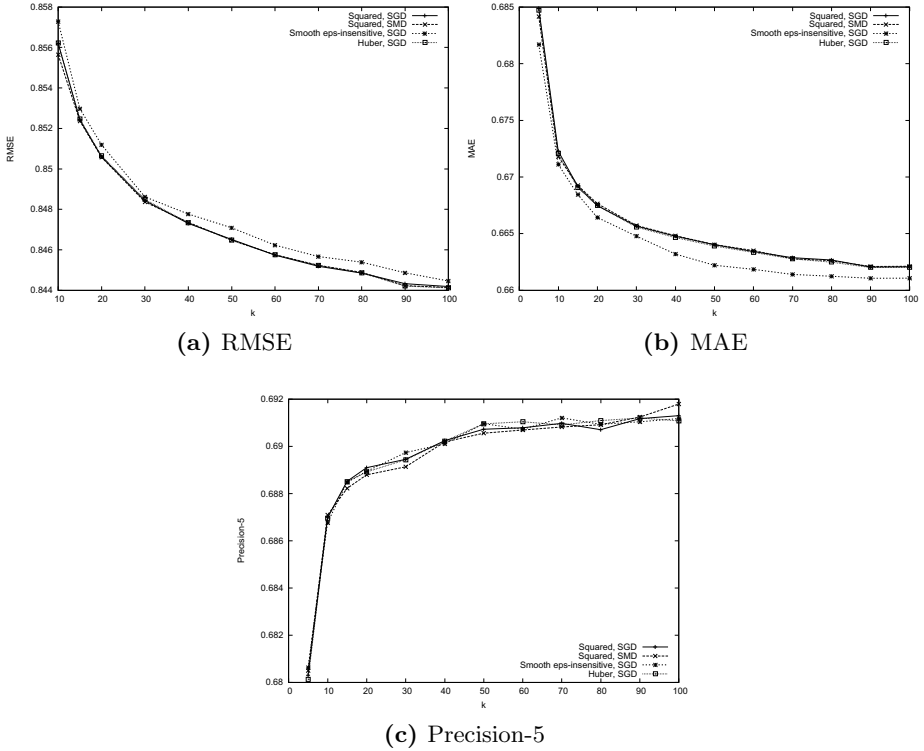 0.858
0.856
0.854
0.852
0.85
0.848
0.846
0.844
RMSE
10 20 30 40 50 60 70 80 90 100
k
Squared, SGD
Squared, SMD
Smooth eps-insensitive, SGD
Huber, SGD
(a) RMSE
0.685
0.68
0.675
0.67
0.665
0.66
MAE
0 10 20 30 40 50 60 70 80 90 100
k
Squared, SGD
Squared, SMD
Smooth eps-insensitive, SGD
Huber, SGD
(b) MAE
0.692
0.69
0.688
0.686
0.684
0.682
0.68
Precision-5
0 10 20 30 40 50 60 70 80 90 100
k
Squared, SGD
Squared, SMD
Smooth eps-insensitive, SGD
Huber, SGD
(c) Precision-5